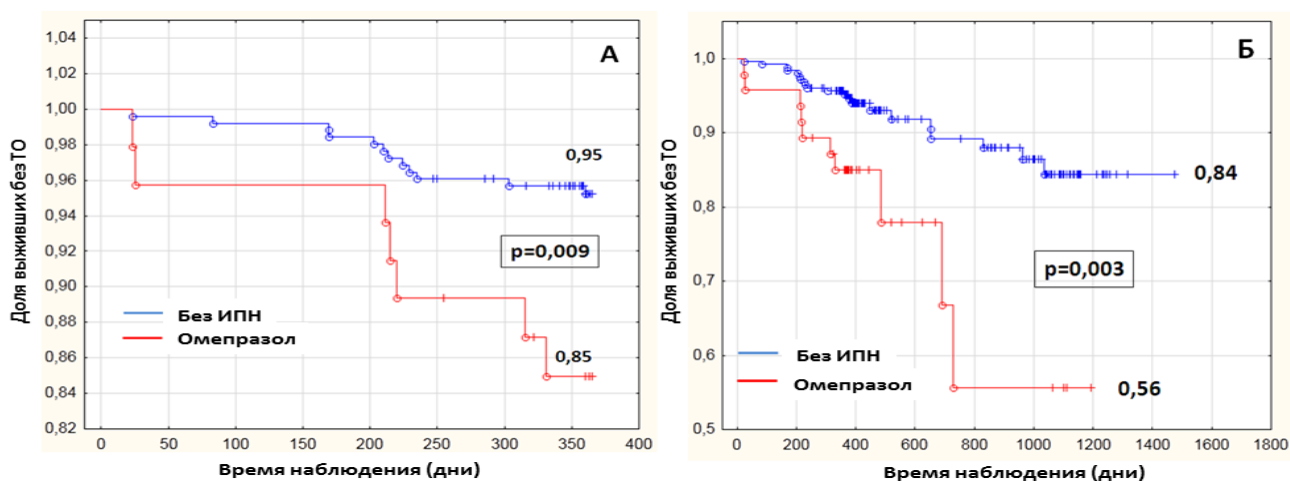 А
Доля выживших без ТО
1,04
1,02
1,00
0,98
0,96
0,94
0,92
0,90
0,88
0,86
0,84
0,82
0,95
p=0,009
Без ИПН
Омепразол
0,85
0 50 100 150 200 250 300 350 400
Время наблюдения (дни)
Б
Доля выживших без ТО
1,0
0,9
0,8
0,7
0,6
0,5
0,84
p=0,003
Без ИПН
Омепразол
0,56
0 200 400 600 800 1000 1200 1400 1600 1800
Время наблюдения (дни)